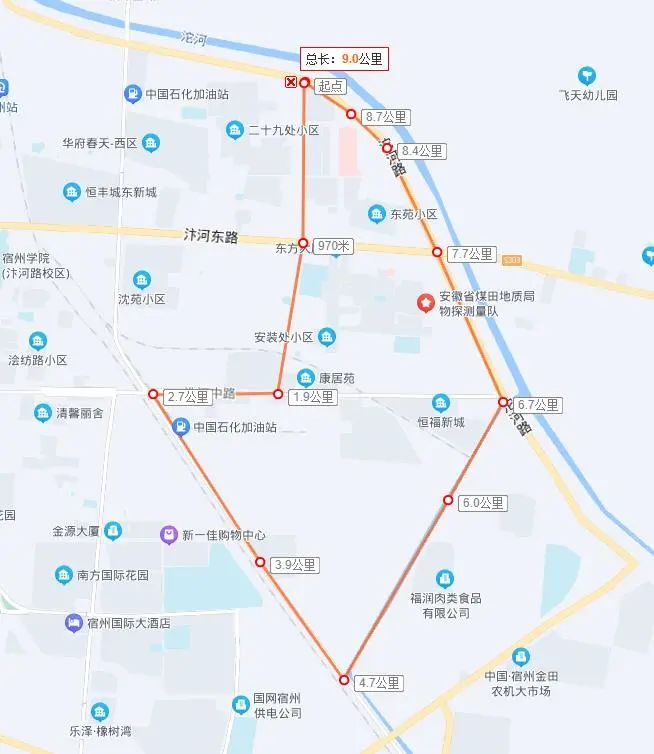 沱河
总长：9.0公里
起点
中国石化加油站
飞天幼儿园
州站
8.7公里
二十九处小区
华府春天-西区
8.4公里
恒丰城东新城
东苑小区
汴河东路
970米
7.7公里
宿州学院
(汴河路校区)
S303
沈苑小区
安徽省煤田地质局
物探测量队
安装处小区
浍纺路小区
康居苑
2.7公里
中路
1.9公里
6.7公里
清馨丽舍
恒福新城
中国石化加油站
6.0公里
花园
金源大厦
新一佳购物中心
3.9公里
南方国际花园
福润肉类食品
有限公司
宿州国际大酒店
中国·宿州金田
农机大市场
4.7公里
国网宿州
供电公司
乐泽·橡树湾